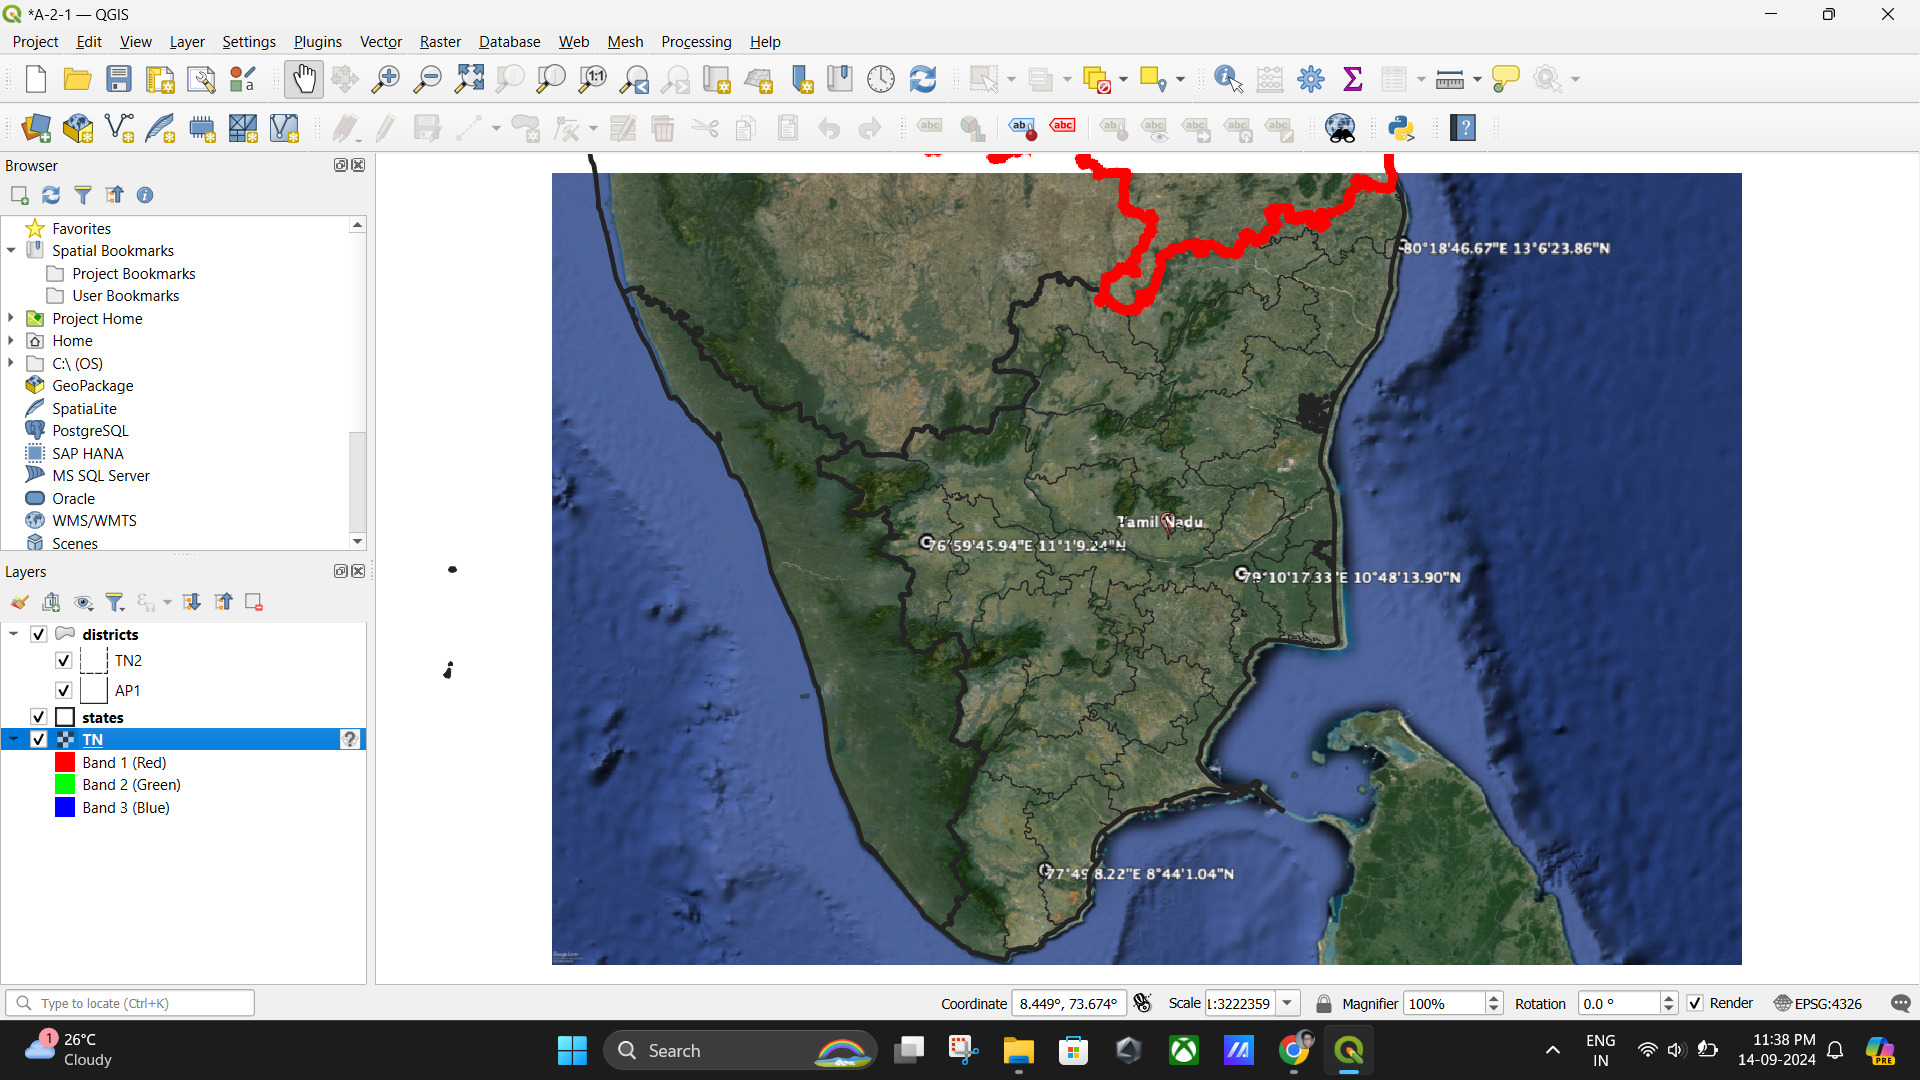 *A-2-1 — QGIS
Project Edit View Layer Settings Plugins Vector Raster Database Web Mesh Processing Help
Browser
Favorites
Spatial Bookmarks
Project Bookmarks
User Bookmarks
Project Home
Home
C:\ (OS)
GeoPackage
SpatiaLite
PostgreSQL
SAP HANA
MS SQL Server
Oracle
WMS/WMTS
Scenes
Layers
districts
TN2
AP1
states
TN
Band 1 (Red)
Band 2 (Green)
Band 3 (Blue)
80°18'46.67"E 13°6'23.86"N
Tamil Nadu
76°59'45.94"E 11°1'9.24"N
79°10'17.33"E 10°48'13.90"N
77°49'8.22"E 8°44'1.04"N
Type to locate (Ctrl+K)
Coordinate 8.449°, 73.674° Scale 1:3222359 Magnifier 100% Rotation 0.0 ° Render EPSG:4326
1
26°C
Cloudy
Search
ENG
IN
11:38 PM
14-09-2024
PRE